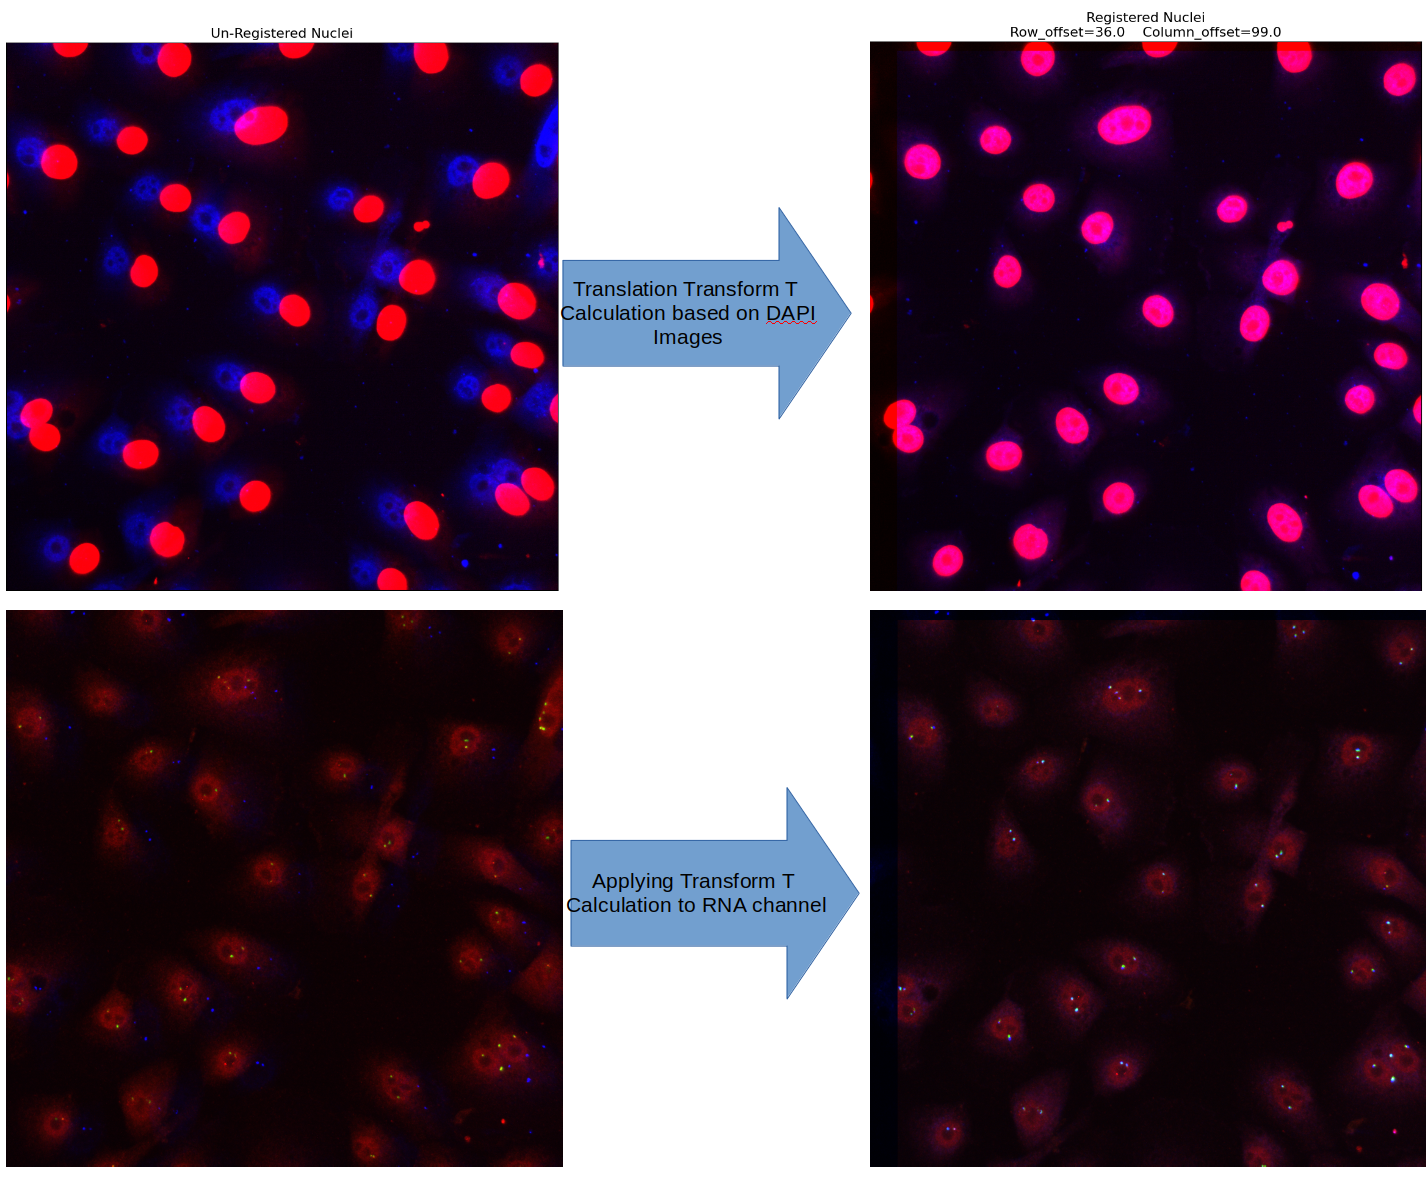 Un-Registered Nuclei
Registered Nuclei
Row_offset=36.0    Column_offset=99.0
Translation Transform T
Calculation based on DAPI
Images
Applying Transform T
Calculation to RNA channel